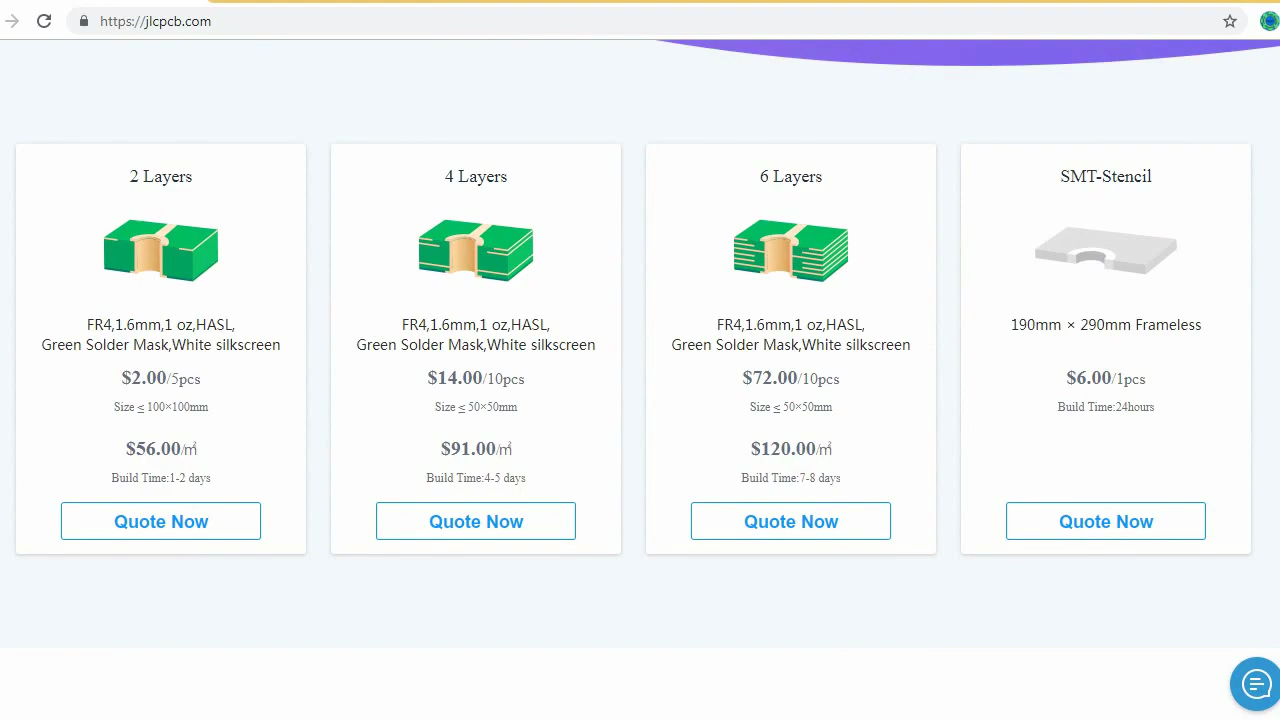 https://jlcpcb.com
2 Layers
FR4,1.6mm,1 oz,HASL,
Green Solder Mask,White silkscreen
$2.00/5pcs
Size ≤ 100×100mm
$56.00/㎡
Build Time:1-2 days
Quote Now
4 Layers
FR4,1.6mm,1 oz,HASL,
Green Solder Mask,White silkscreen
$14.00/10pcs
Size ≤ 50×50mm
$91.00/㎡
Build Time:4-5 days
Quote Now
6 Layers
FR4,1.6mm,1 oz,HASL,
Green Solder Mask,White silkscreen
$72.00/10pcs
Size ≤ 50×50mm
$120.00/㎡
Build Time:7-8 days
Quote Now
SMT-Stencil
190mm × 290mm Frameless
$6.00/1pcs
Build Time:24hours
Quote Now